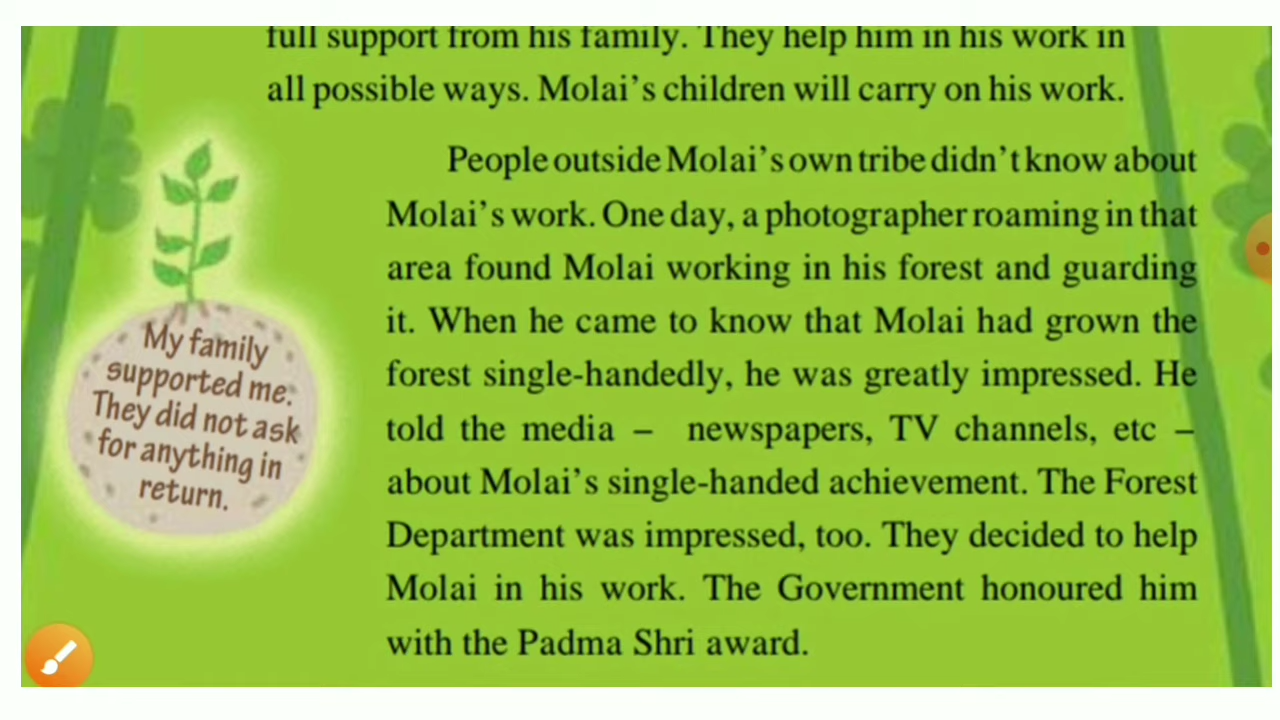 full support from his family. They help him in his work in
all possible ways. Molai's children will carry on his work.
People outside Molai's own tribe didn't know about
Molai's work. One day, a photographer roaming in that
area found Molai working in his forest and guarding
it. When he came to know that Molai had grown the
forest single-handedly, he was greatly impressed. He
told the media – newspapers, TV channels, etc –
about Molai's single-handed achievement. The Forest
Department was impressed, too. They decided to help
Molai in his work. The Government honoured him
with the Padma Shri award.
My family
supported me.
They did not ask
for anything in
return.